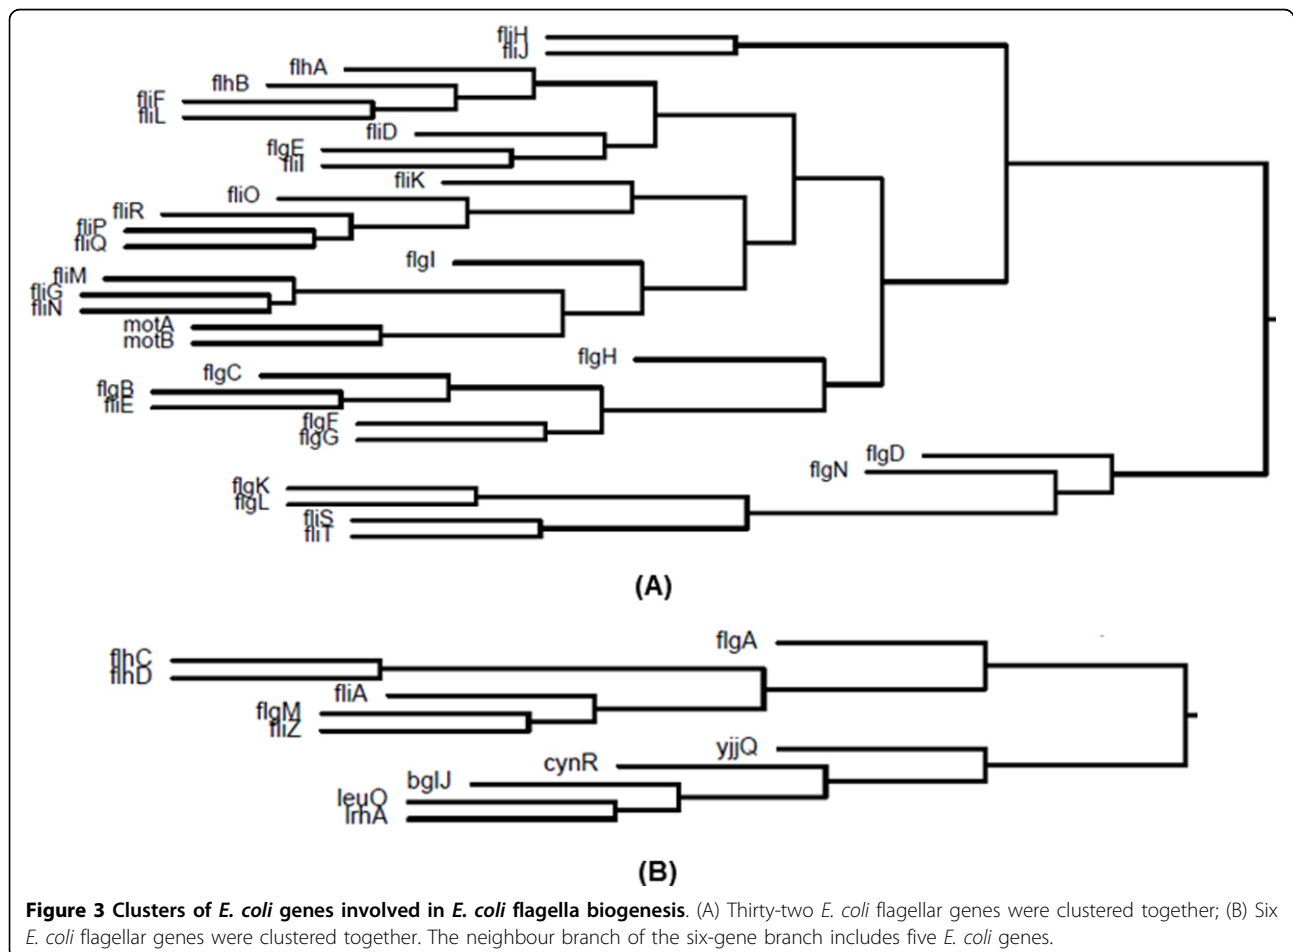 fliH
fliJ
flhA
flhB
fliF
fliL
fliD
flgE
fliI
fliK
fliO
fliR
fliP
fliQ
flgI
fliM
fliG
fliN
motA
motB
flgH
flgC
flgB
fliE
flgF
flgG
flgD
flgN
flgK
flgL
fliS
fliT
(A)
flgA
flhC
flhD
fliA
flgM
fliZ
yjjQ
cynR
bglJ
leuO
lrhA
(B)
Figure 3 Clusters of E. coli genes involved in E. coli flagella biogenesis. (A) Thirty-two E. coli flagellar genes were clustered together; (B) Six
E. coli flagellar genes were clustered together. The neighbour branch of the six-gene branch includes five E. coli genes.